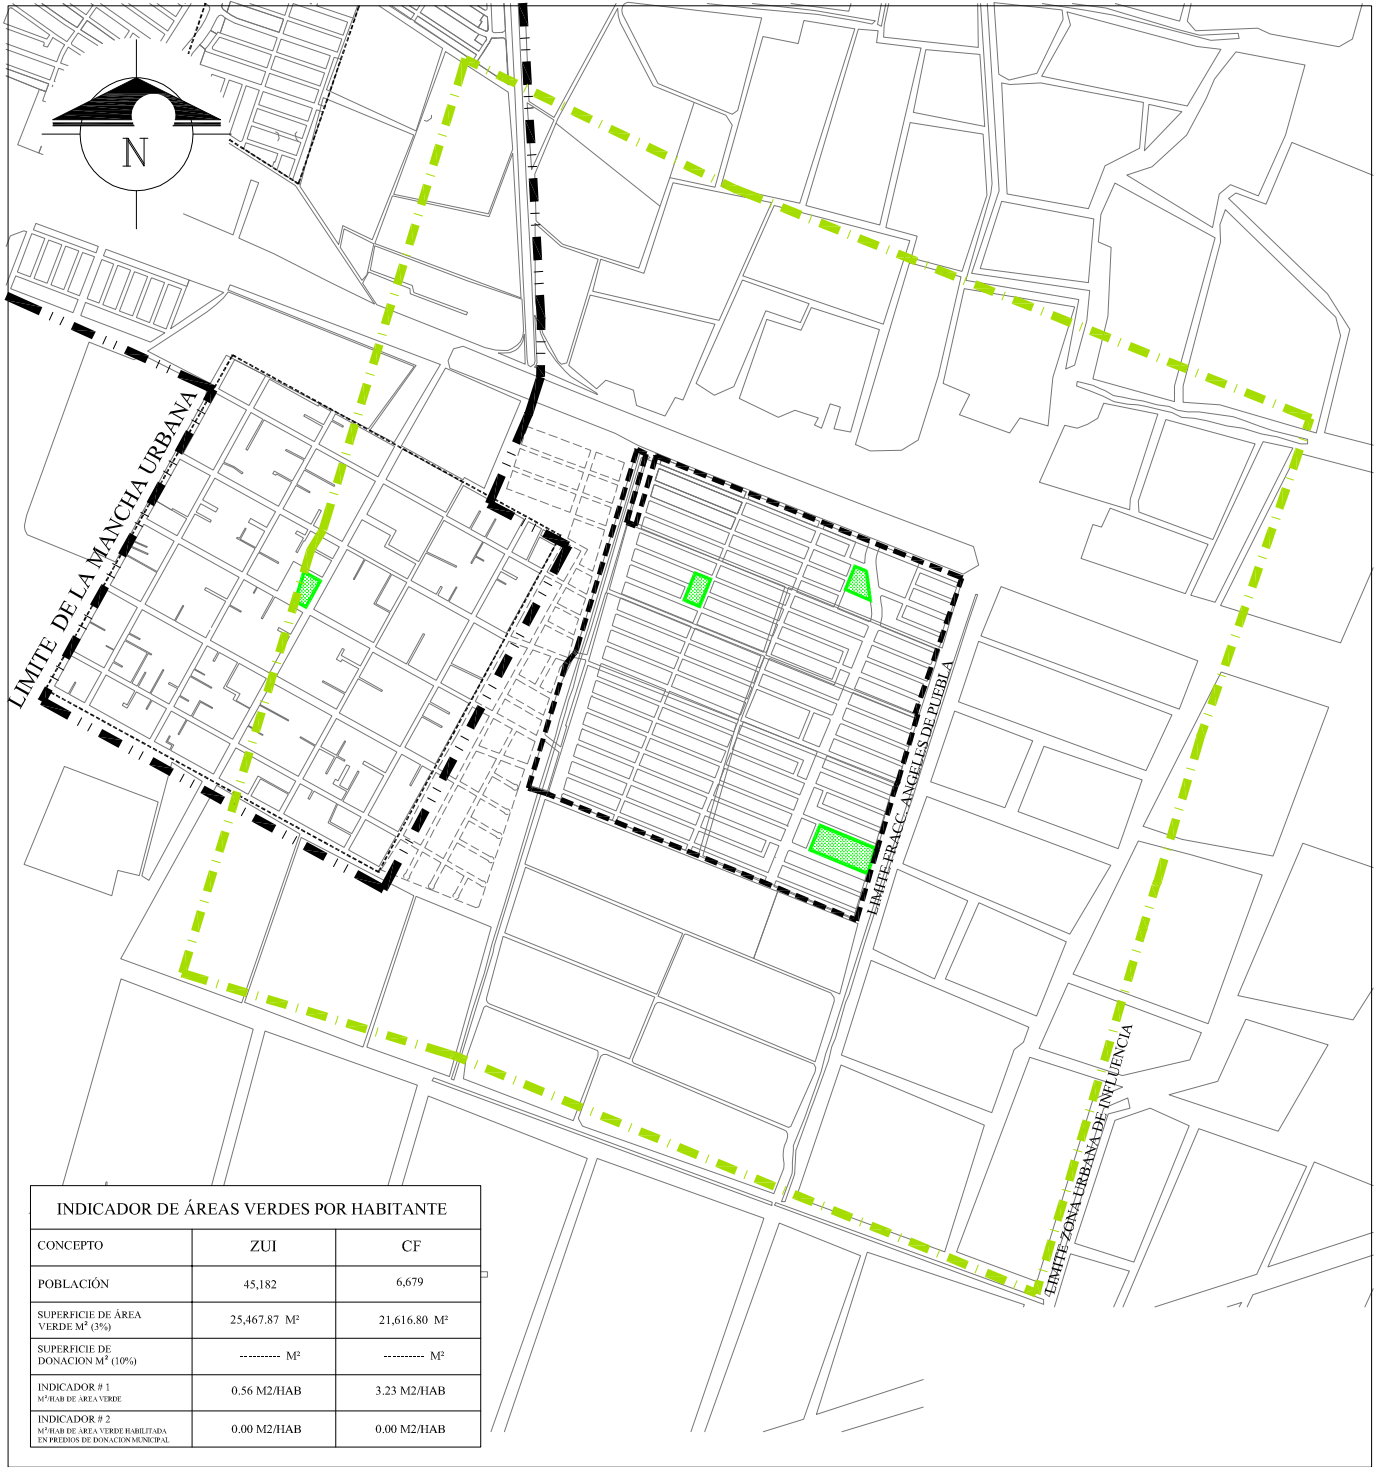 N
LIMITE DE LA MANCHA URBANA
LIMITE FRACC. ANGELES DE PUEBLA
LIMITE ZONA URBANA DE INFLUENCIA
INDICADOR DE ÁREAS VERDES POR HABITANTE
CONCEPTO ZUI CF
POBLACIÓN 45,182 6,679
SUPERFICIE DE ÁREA
VERDE M² (3%) 25,467.87 M² 21,616.80 M²
SUPERFICIE DE
DONACION M² (10%) ---------- M² ---------- M²
INDICADOR # 1 0.56 M2/HAB 3.23 M2/HAB
M²/HAB DE ÁREA VERDE
INDICADOR # 2
M²/HAB DE ÁREA VERDE HABILITADA 0.00 M2/HAB 0.00 M2/HAB
EN PREDIOS DE DONACION MUNICIPAL